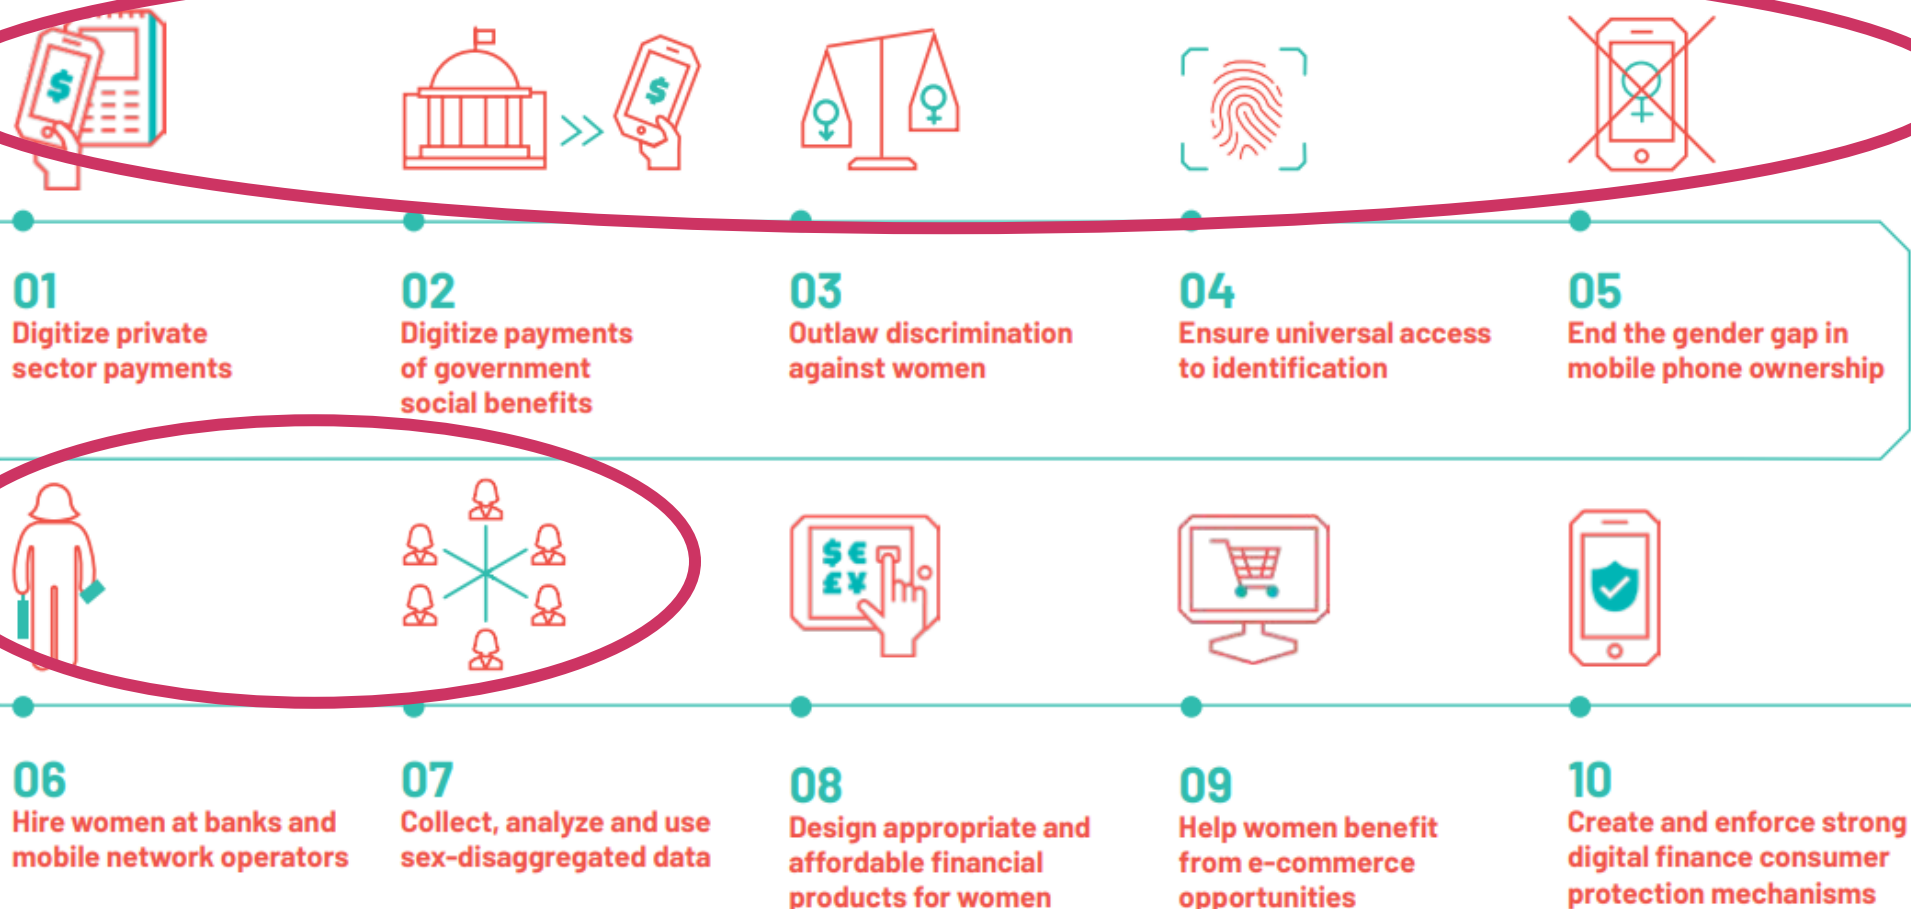 $
$
01
Digitize private
sector payments
02
Digitize payments
of government
social benefits
03
Outlaw discrimination
against women
04
Ensure universal access
to identification
05
End the gender gap in
mobile phone ownership
$ €
£ ¥
06
Hire women at banks and
mobile network operators
07
Collect, analyze and use
sex-disaggregated data
08
Design appropriate and
affordable financial
products for women
09
Help women benefit
from e-commerce
opportunities
10
Create and enforce strong
digital finance consumer
protection mechanisms